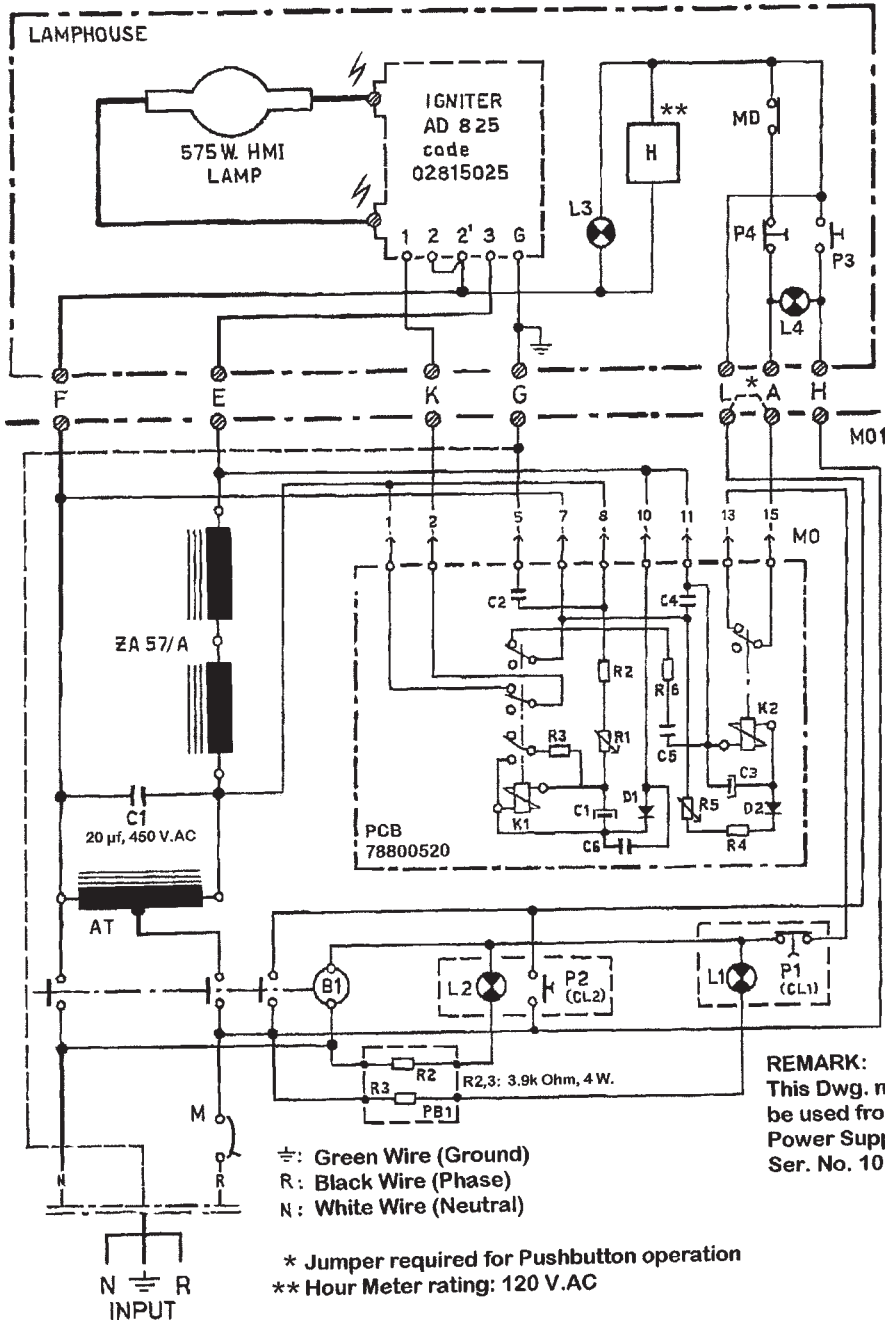 LAMPHOUSE
IGNITER
AD 825
code
02815025
575W. HMI
LAMP
1 2 2' 3 G
L3
**
H
MD
P4
P3
L4
F E K G L * A H
M01
1 2 5 7 8 10 11 13 15
M0
ZA 57/A
C2
C4
R2
R6
K2
R3
R1
C5
C3
K1
C1
D1
R5
D2
C6
R4
PCB
78800520
C1
20 µf, 450 V.AC
AT
B1
L2
P2
(CL2)
L1
P1
(CL1)
R2
R3
PB1
R2,3: 3.9k Ohm, 4 W.
M
N
R
REMARK:
This Dwg.
be used
Power
Ser. No. 10
⏚: Green Wire (Ground)
R: Black Wire (Phase)
N: White Wire (Neutral)
* Jumper required for Pushbutton operation
** Hour Meter rating: 120 V.AC
N ⏚ R
INPUT